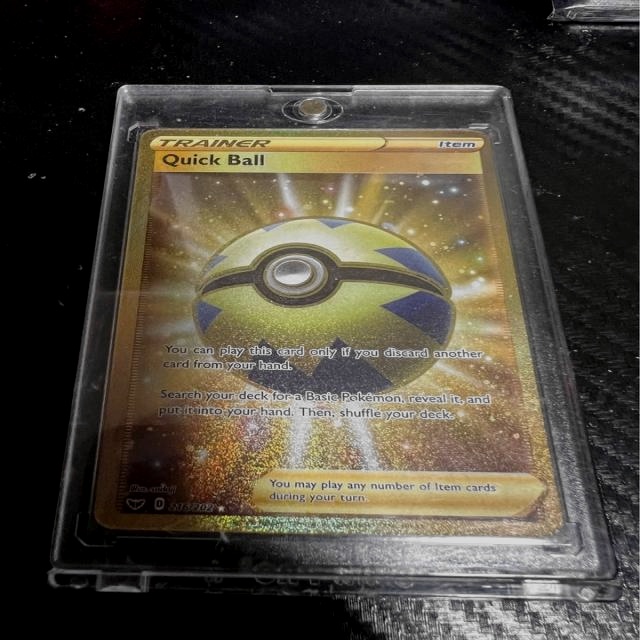 TRAINER Item
Quick Ball
You can play this card only if you discard another
card from your hand.
Search your deck for a Basic Pokémon, reveal it, and
put it into your hand. Then, shuffle your deck.
You may play any number of Item cards
during your turn.
216/202